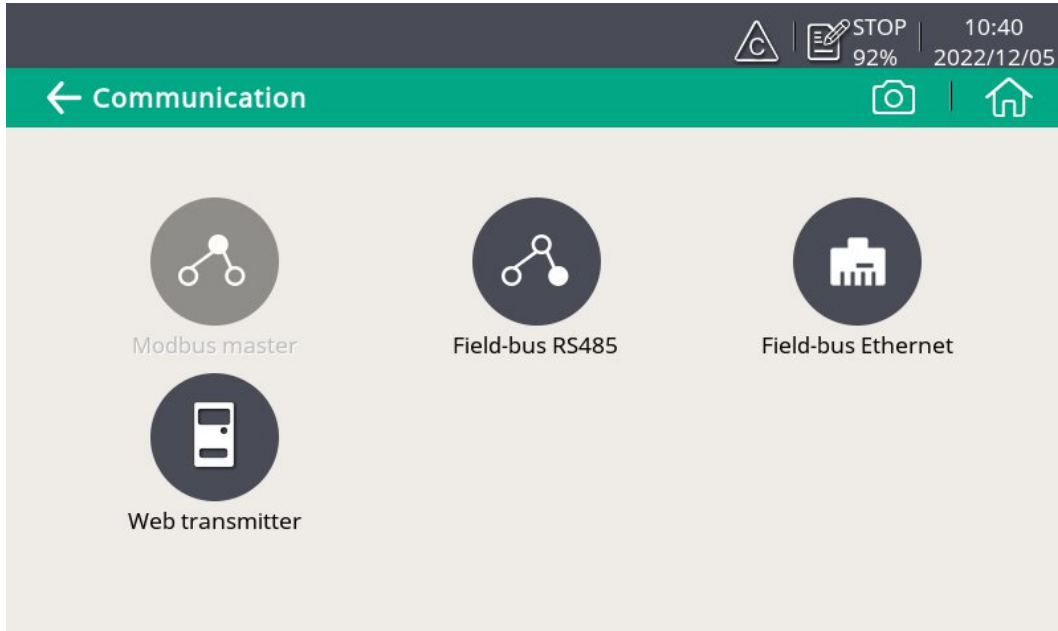 C
STOP
92%
10:40
2022/12/05
Communication
Modbus master
Field-bus RS485
Field-bus Ethernet
Web transmitter